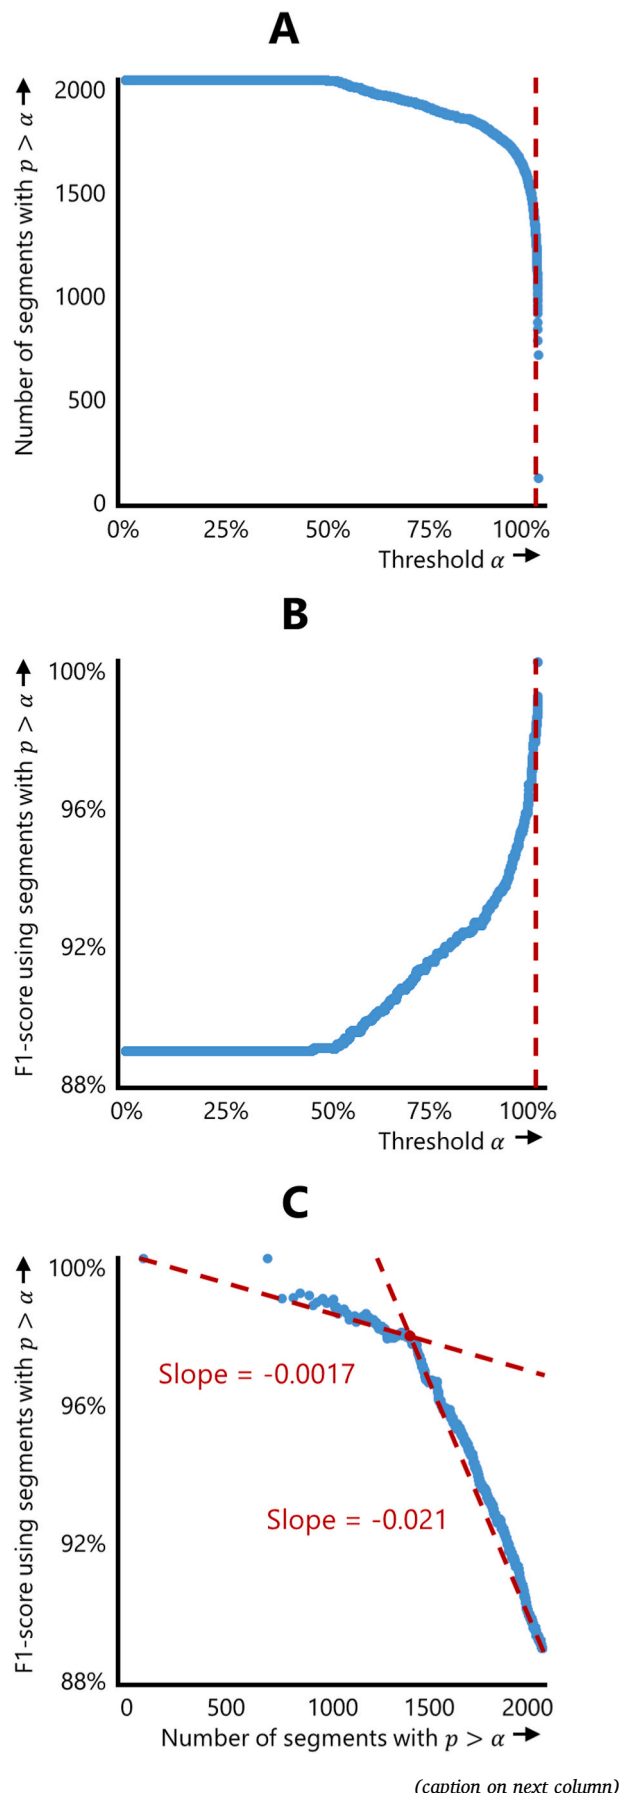 A
Number of segments with p > α →
2000
1500
1000
500
0
0% 25% 50% 75% 100%
Threshold α →
B
F1-score using segments with p > α →
100%
96%
92%
88%
0% 25% 50% 75% 100%
Threshold α →
C
F1-score using segments with p > α →
100%
Slope = -0.0017
96%
Slope = -0.021
92%
88%
0 500 1000 1500 2000
Number of segments with p > α →
(caption on next column)